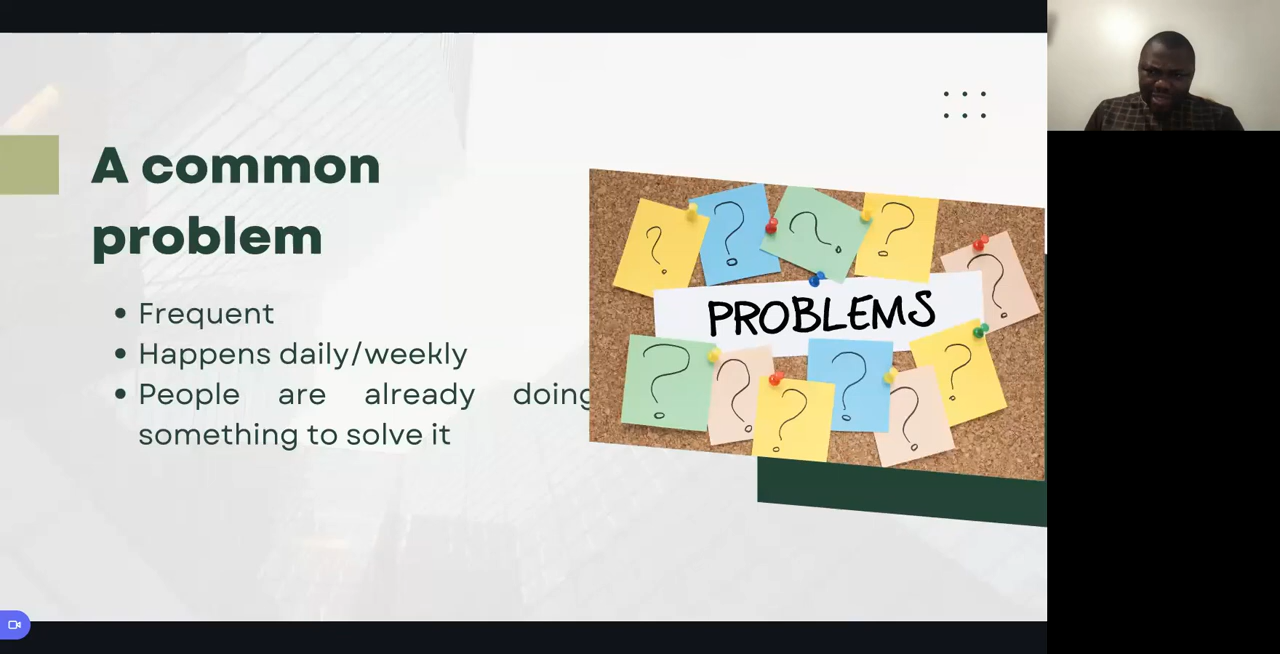 A common
problem
Frequent
Happens daily/weekly
People are already doing
something to solve it
?
?
?
?
?
PROBLEMS
?
?
?
?
?
?